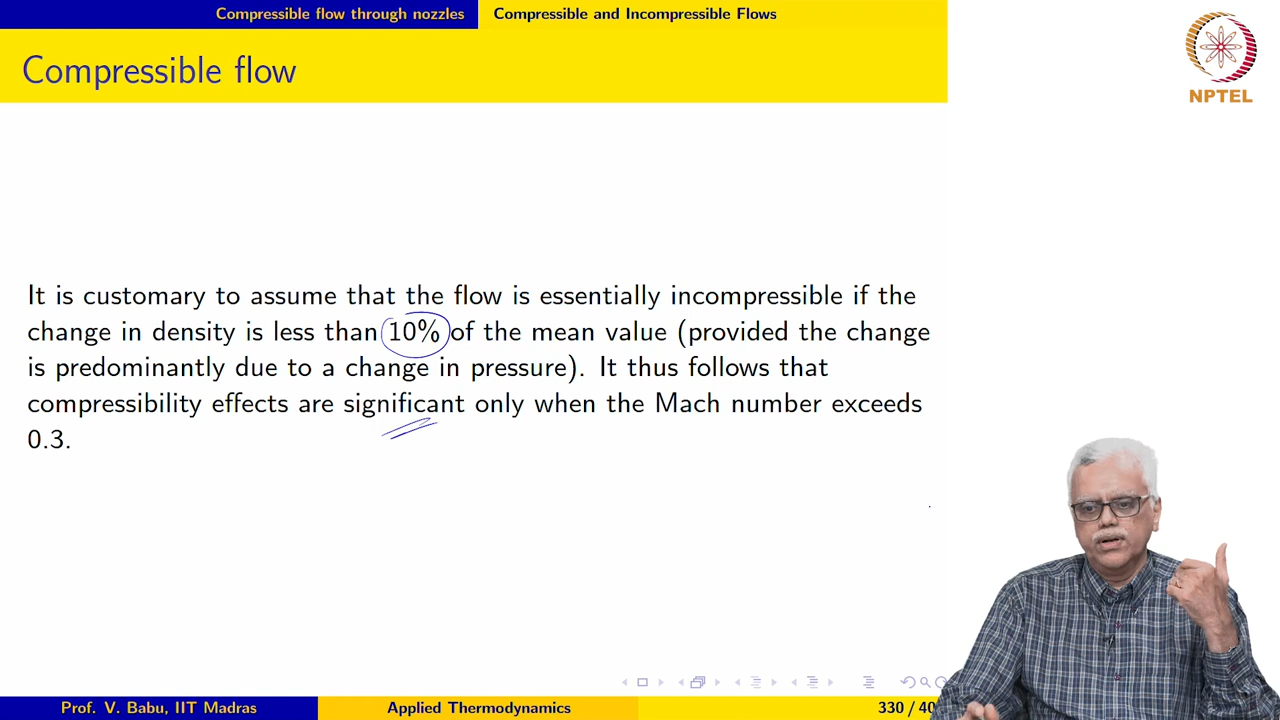 Compressible flow through nozzles Compressible and Incompressible Flows
Compressible flow
NPTEL
It is customary to assume that the flow is essentially incompressible if the
change in density is less than 10% of the mean value (provided the change
is predominantly due to a change in pressure). It thus follows that
compressibility effects are significant only when the Mach number exceeds
0.3.
Prof. V. Babu, IIT Madras Applied Thermodynamics 330 / 40